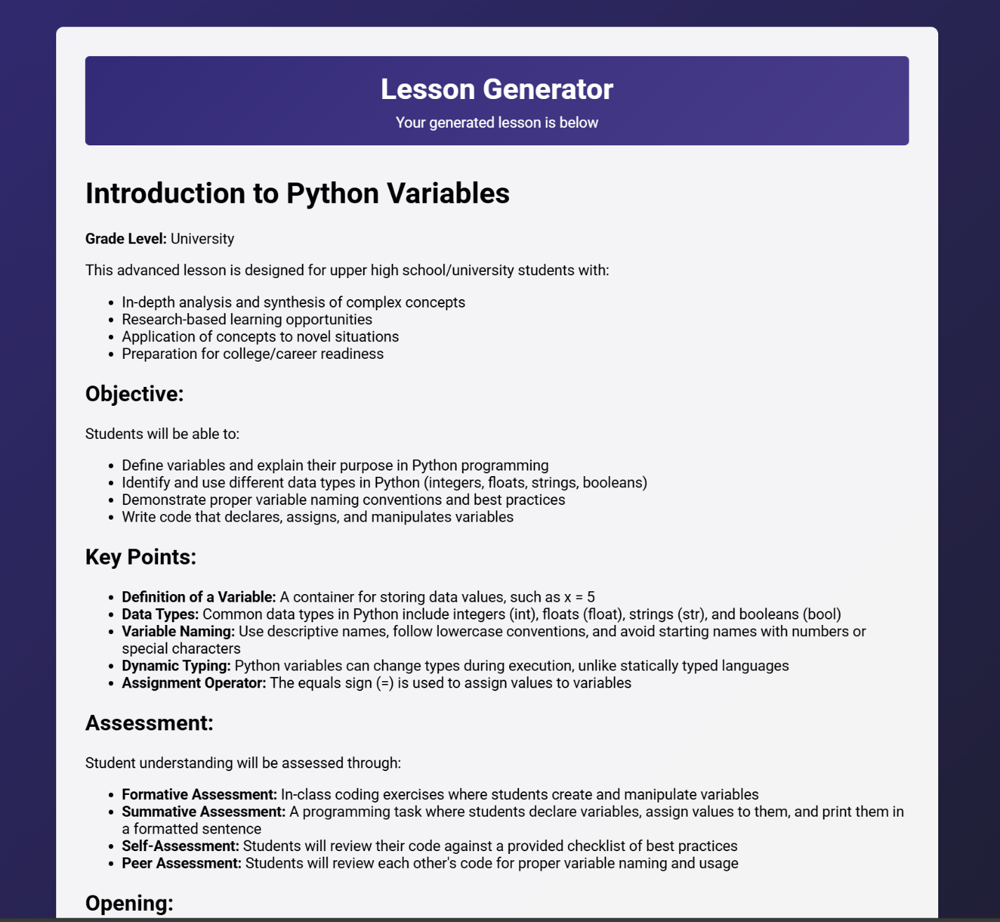 Lesson Generator
Your generated lesson is below
Introduction to Python Variables
Grade Level: University
This advanced lesson is designed for upper high school/university students with:
• In-depth analysis and synthesis of complex concepts
• Research-based learning opportunities
• Application of concepts to novel situations
• Preparation for college/career readiness
Objective:
Students will be able to:
• Define variables and explain their purpose in Python programming
• Identify and use different data types in Python (integers, floats, strings, booleans)
• Demonstrate proper variable naming conventions and best practices
• Write code that declares, assigns, and manipulates variables
Key Points:
• Definition of a Variable: A container for storing data values, such as x = 5
• Data Types: Common data types in Python include integers (int), floats (float), strings (str), and booleans (bool)
• Variable Naming: Use descriptive names, follow lowercase conventions, and avoid starting names with numbers or
special characters
• Dynamic Typing: Python variables can change types during execution, unlike statically typed languages
• Assignment Operator: The equals sign (=) is used to assign values to variables
Assessment:
Student understanding will be assessed through:
• Formative Assessment: In-class coding exercises where students create and manipulate variables
• Summative Assessment: A programming task where students declare variables, assign values to them, and print them in
a formatted sentence
• Self-Assessment: Students will review their code against a provided checklist of best practices
• Peer Assessment: Students will review each other's code for proper variable naming and usage
Opening: